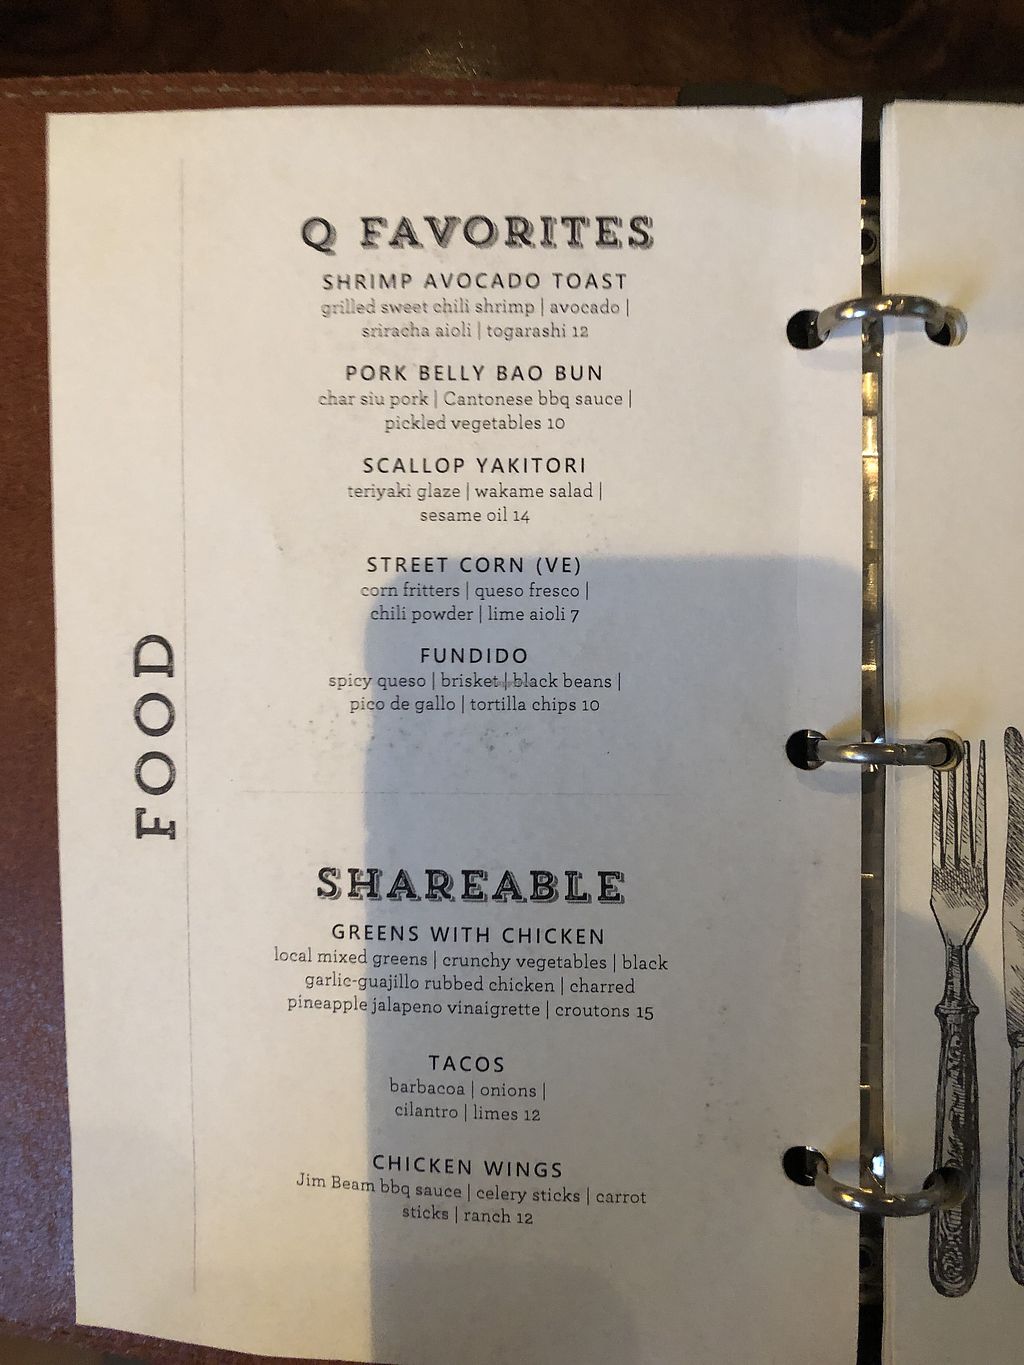 Q FAVORITES
SHRIMP AVOCADO TOAST
grilled sweet chili shrimp | avocado |
sriracha aioli | togarashi 12
PORK BELLY BAO BUN
char siu pork | Cantonese bbq sauce |
pickled vegetables 10
SCALLOP YAKITORI
teriyaki glaze | wakame salad |
sesame oil 14
STREET CORN (VE)
corn fritters | queso fresco |
chili powder | lime aioli 7
FUNDIDO
spicy queso | brisket | black beans |
pico de gallo | tortilla chips 10
FOOD
SHAREABLE
GREENS WITH CHICKEN
local mixed greens | crunchy vegetables | black
garlic-guajillo rubbed chicken | charred
pineapple jalapeno vinaigrette | croutons 15
TACOS
barbacoa | onions |
cilantro | limes 12
CHICKEN WINGS
Jim Beam bbq sauce | celery sticks | carrot
sticks | ranch 12